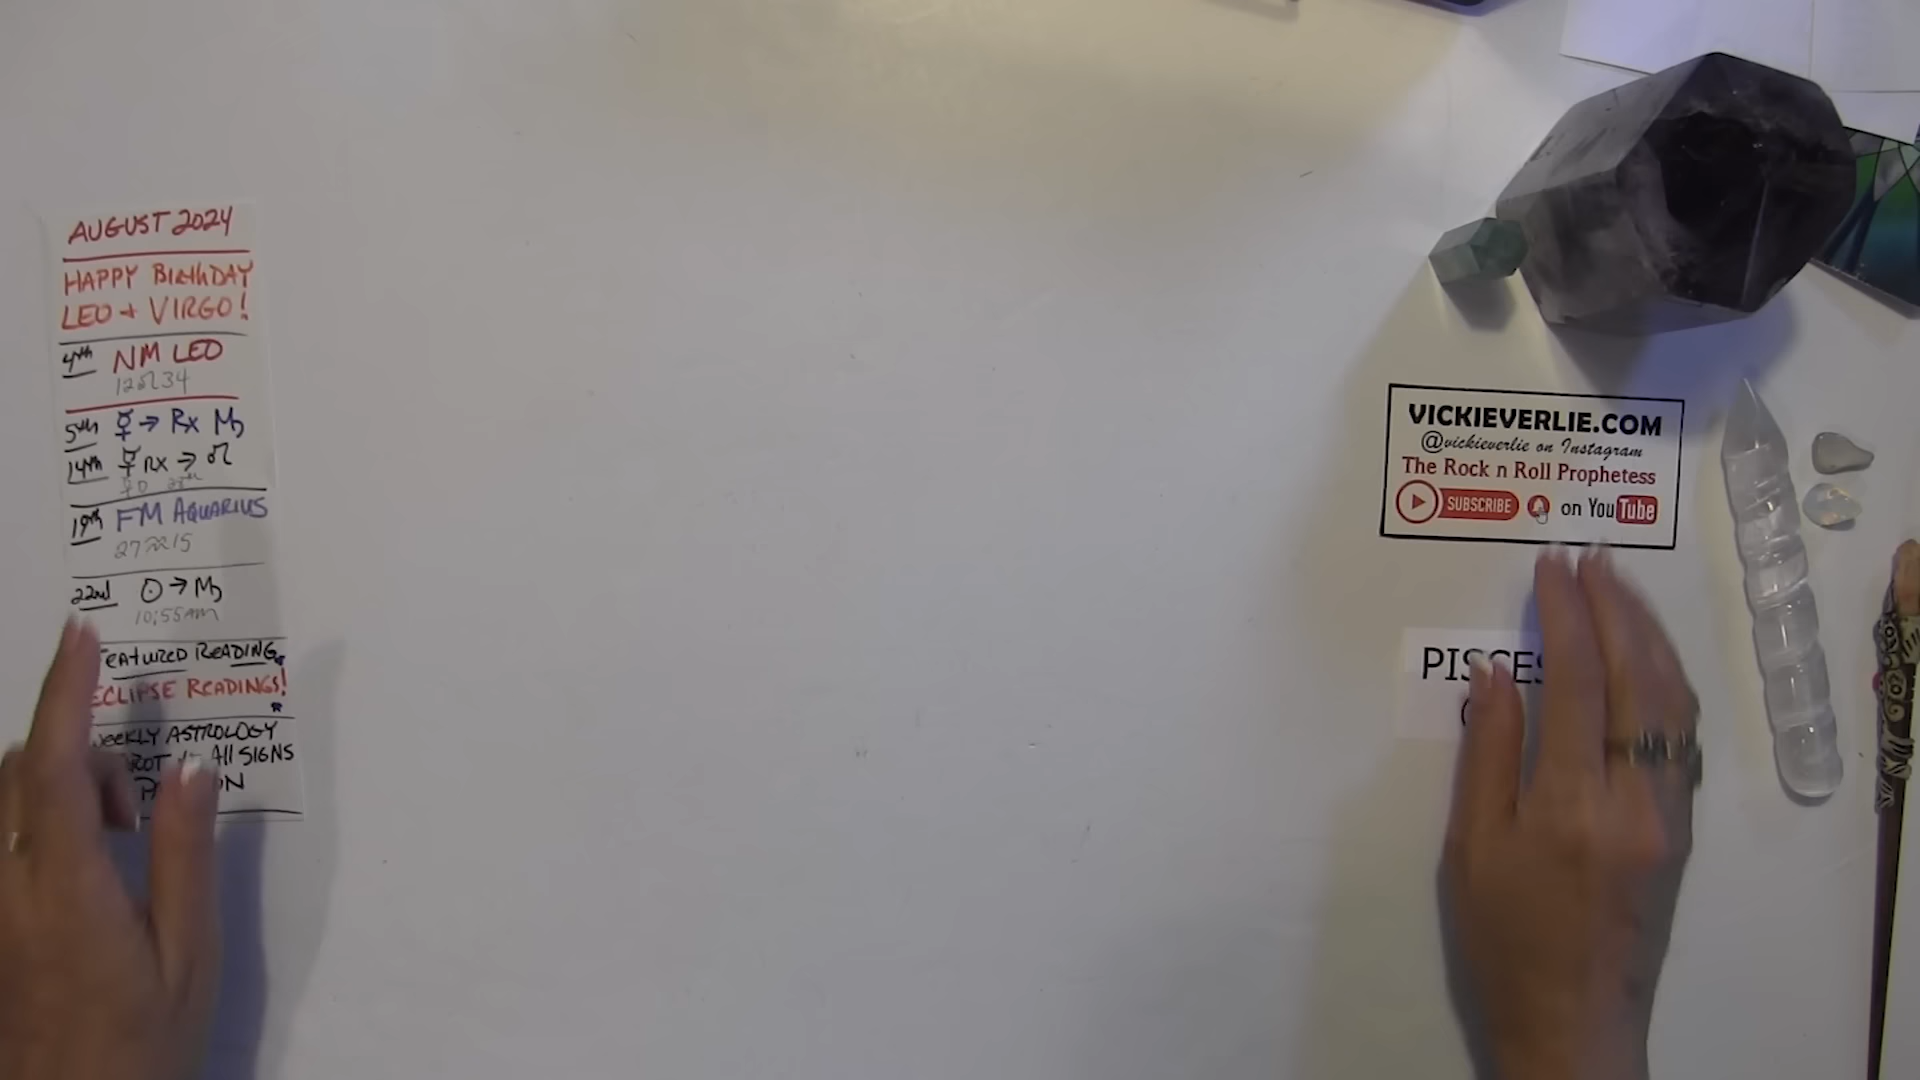 AUGUST 2024
HAPPY BIRTHDAY
LEO + VIRGO!
4th NM LEO
12♌34
5th ☿ → Rx ♍
14th ☿ Rx → ♌
☿D 28th
19th FM AQUARIUS
27♒15
22nd ☉ → ♍
10:55AM
FEATURED READING
ECLIPSE READINGS!
WEEKLY ASTROLOGY
All SIGNS
VICKIEVERLIE.COM
@vickieverlie on Instagram
The Rock n Roll Prophetess
SUBSCRIBE on YouTube
PISCES